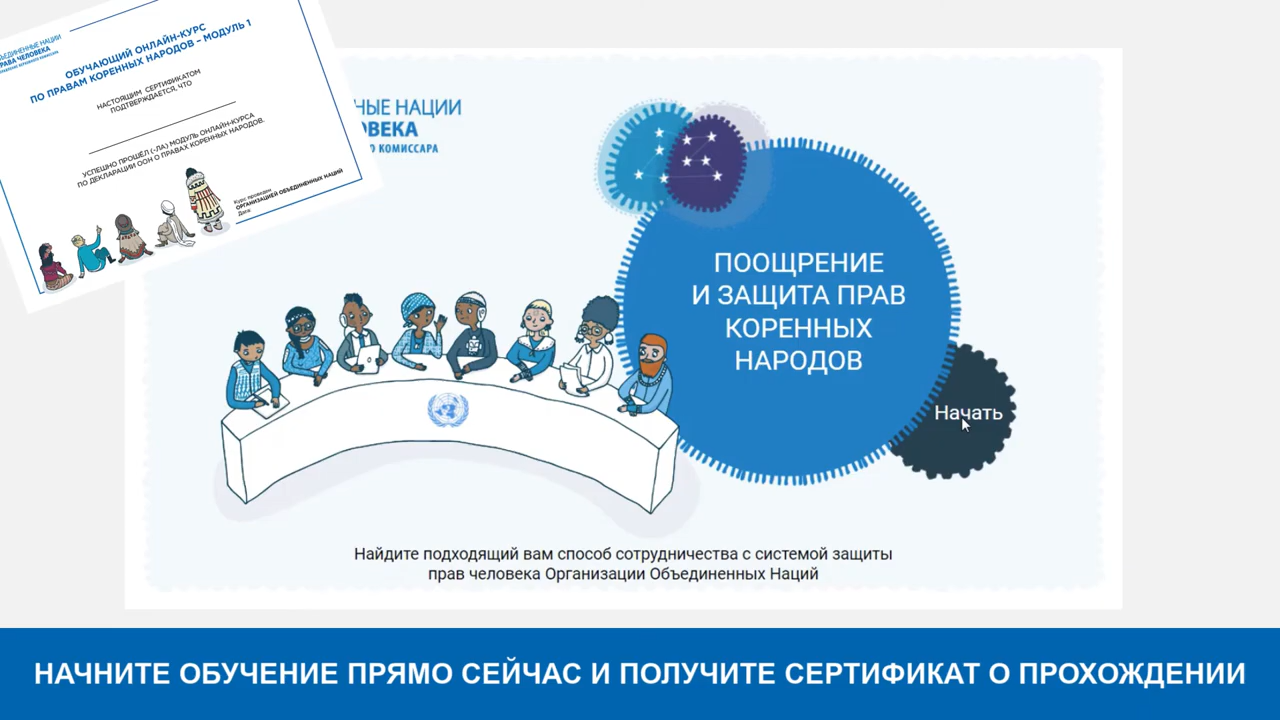 ЪЕДИНЕННЫЕ НАЦИИ
РАВА ЧЕЛОВЕКА
ОБУЧАЮЩИЙ ОНЛАЙН-КУРС
ПО ПРАВАМ КОРЕННЫХ НАРОДОВ – МОДУЛЬ 1
НАСТОЯЩИМ СЕРТИФИКАТОМ
ПОДТВЕРЖДАЕТСЯ, ЧТО
УСПЕШНО ПРОШЁЛ (-ЛА) МОДУЛЬ ОНЛАЙН-КУРСА
ПО ДЕКЛАРАЦИИ ООН О ПРАВАХ КОРЕННЫХ НАРОДОВ.
Курс проведен
ОРГАНИЗАЦИЕЙ ОБЪЕДИНЕННЫХ НАЦИЙ
Дата
НЫЕ НАЦИИ
ОВЕКА
О КОМИССАРА
ПООЩРЕНИЕ
И ЗАЩИТА ПРАВ
КОРЕННЫХ
НАРОДОВ
Начать
Найдите подходящий вам способ сотрудничества с системой защиты
прав человека Организации Объединенных Наций
НАЧНИТЕ ОБУЧЕНИЕ ПРЯМО СЕЙЧАС И ПОЛУЧИТЕ СЕРТИФИКАТ О ПРОХОЖДЕНИИ